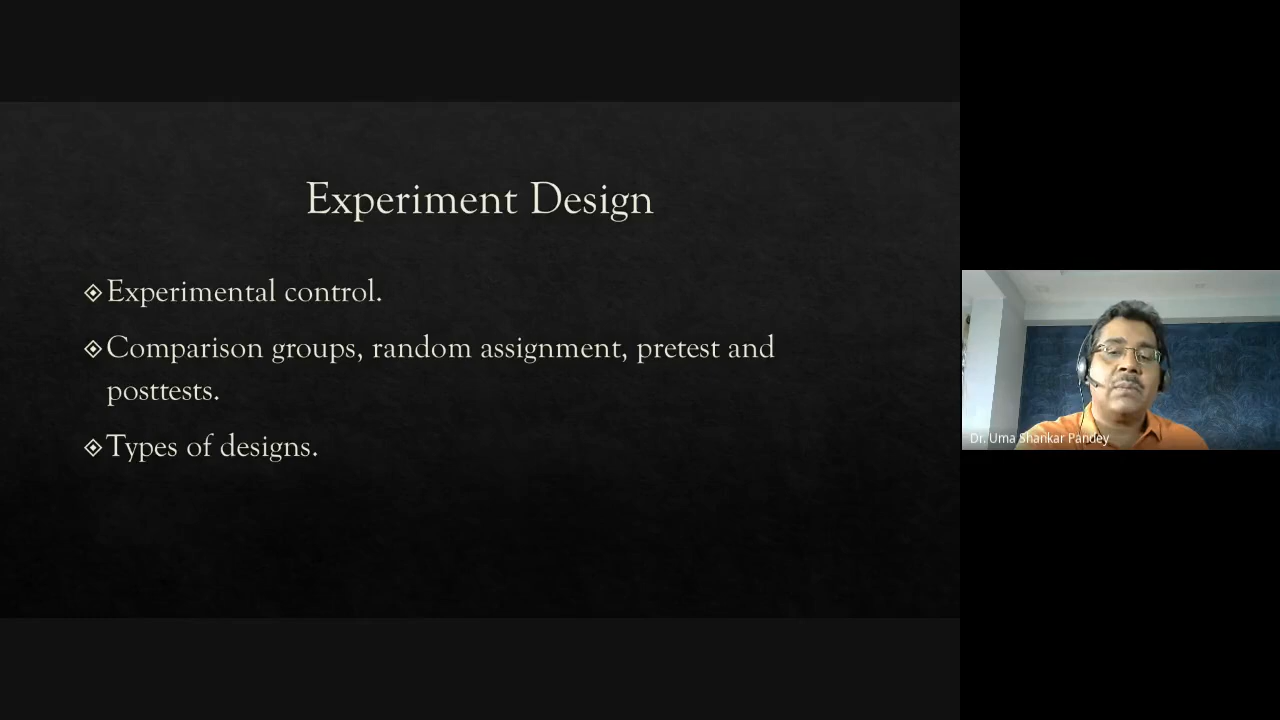 Experiment Design
Experimental control.
Comparison groups, random assignment, pretest and
posttests.
Types of designs.
Dr. Uma Shankar Pandey